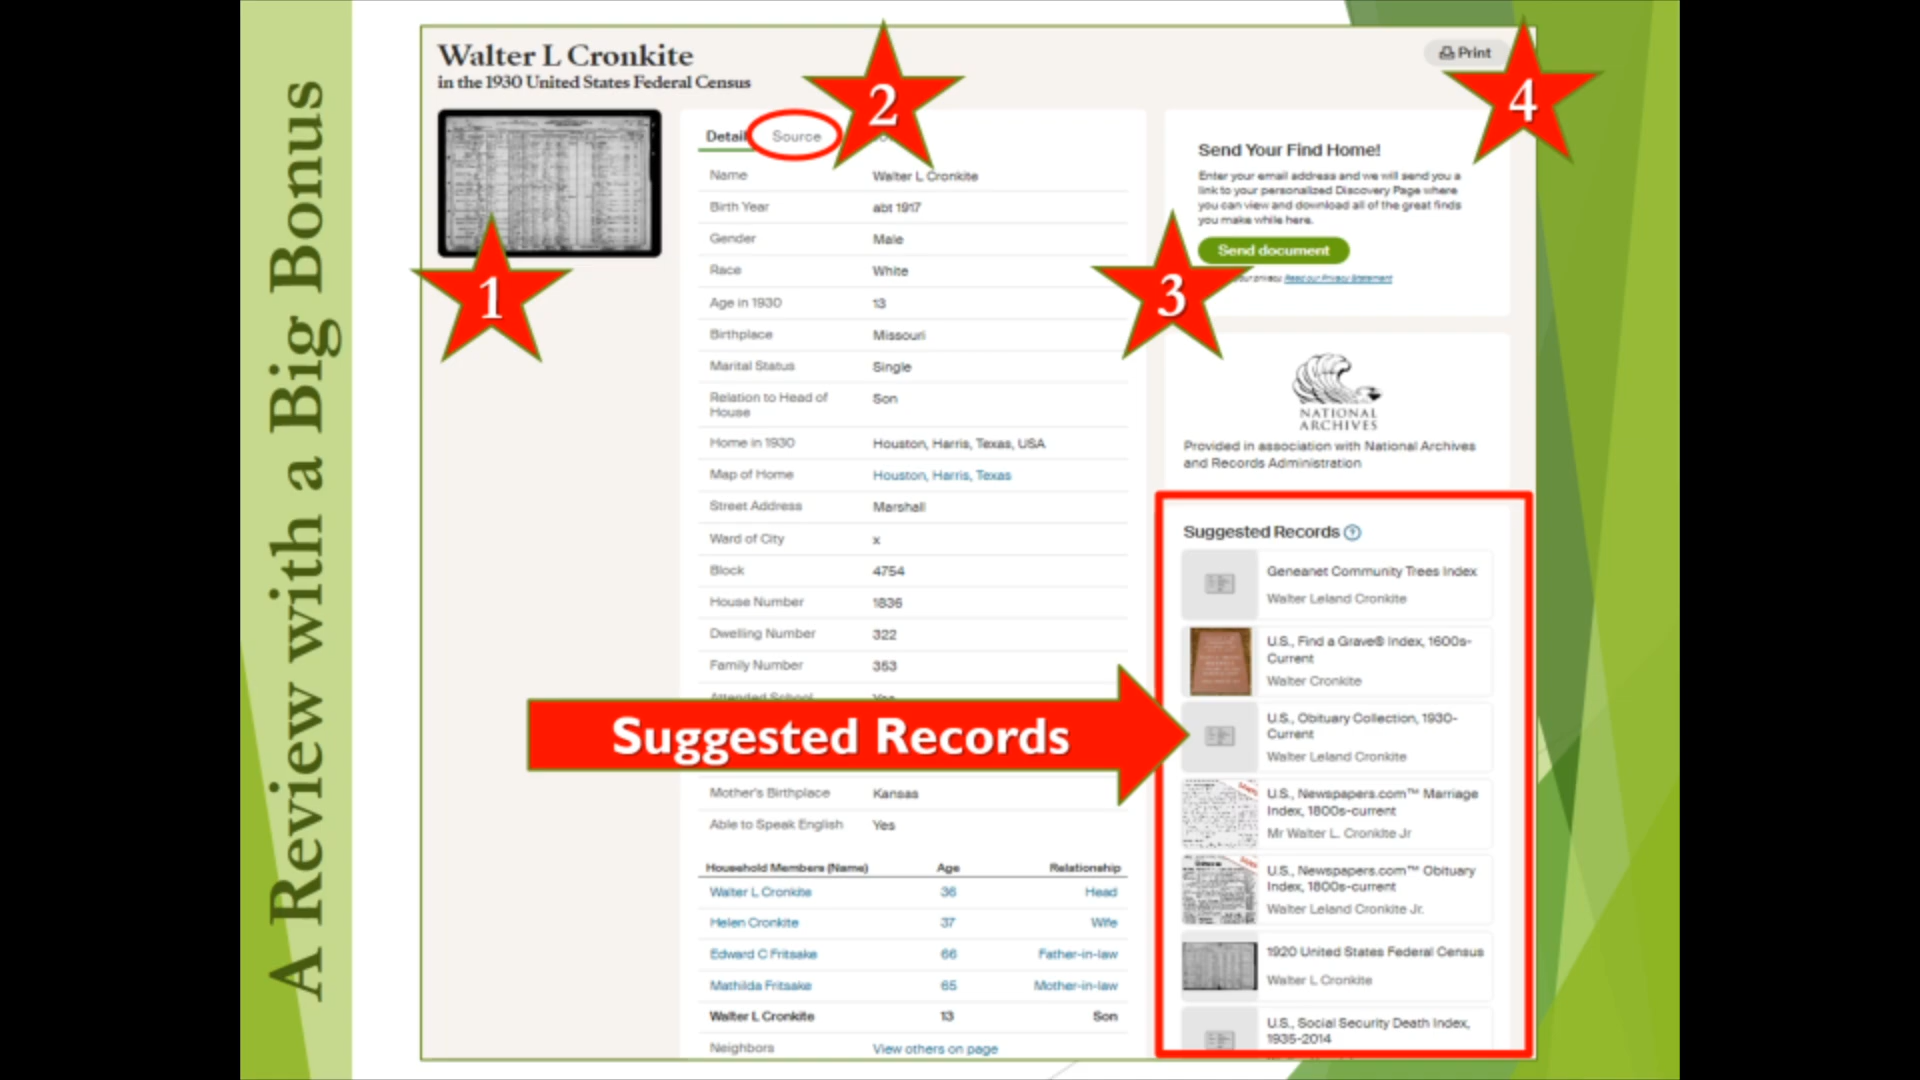 A Review with a Big Bonus
Walter L Cronkite
in the 1930 United States Federal Census
1
2
3
4
Print
Detail
Source
Name Walter L Cronkite
Birth Year abt 1917
Gender Male
Race White
Age in 1930 13
Birthplace Missouri
Marital Status Single
Relation to Head of Son
House
Home in 1930 Houston, Harris, Texas, USA
Map of Home Houston, Harris, Texas
Street Address Marshall
Ward of City x
Block 4754
House Number 1836
Dwelling Number 322
Family Number 353
Attended School Yes
Suggested Records
Mother's Birthplace Kansas
Able to Speak English Yes
Household Members (Name) Age Relationship
Walter L Cronkite 36 Head
Helen Cronkite 37 Wife
Edward C Fritsake 66 Father-in-law
Mathilda Fritsake 65 Mother-in-law
Walter L Cronkite 13 Son
Neighbors View others on page
Send Your Find Home!
Enter your email address and we will send you a
link to your personalized Discovery Page where
you can view and download all of the great finds
you make while here.
Send document
your privacy. Read our Privacy Statement
NATIONAL
ARCHIVES
Provided in association with National Archives
and Records Administration
Suggested Records ?
Geneanet Community Trees Index
Walter Leland Cronkite
U.S., Find a Grave® Index, 1600s-
Current
Walter Cronkite
U.S., Obituary Collection, 1930-
Current
Walter Leland Cronkite
U.S., Newspapers.com™ Marriage
Index, 1800s-current
Mr Walter L. Cronkite Jr
U.S., Newspapers.com™ Obituary
Index, 1800s-current
Walter Leland Cronkite Jr.
1920 United States Federal Census
Walter L Cronkite
U.S., Social Security Death Index,
1935-2014